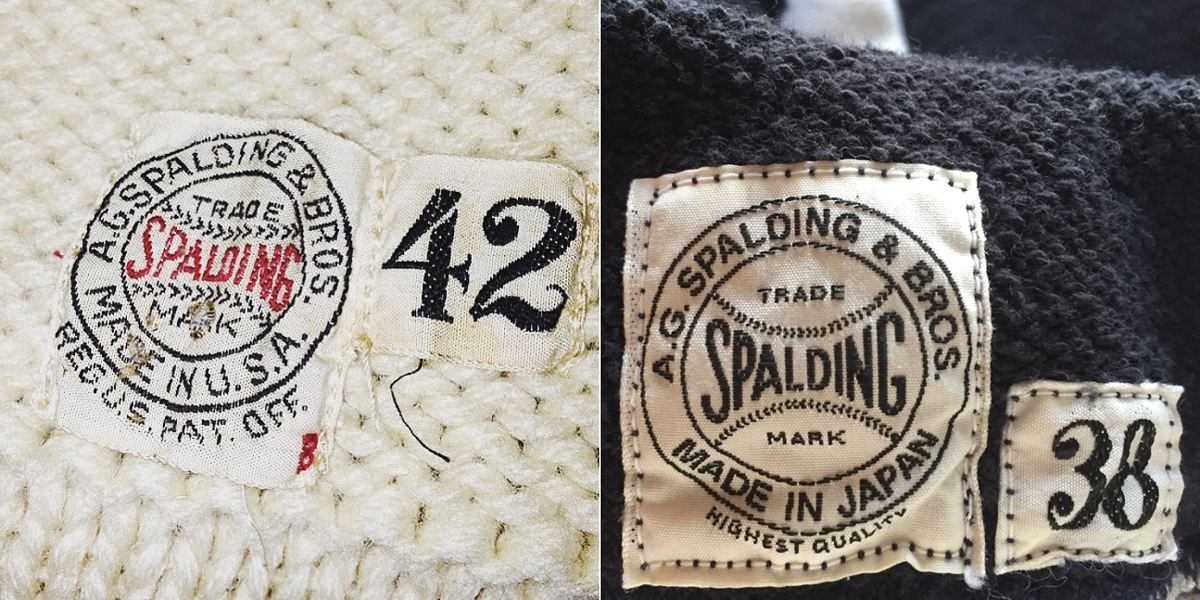 A.G. SPALDING & BROS.
TRADE
SPALDING
MARK
MADE IN U.S.A.
REG. U.S. PAT. OFF.
B
42
A.G. SPALDING & BROS.
TRADE
SPALDING
MARK
MADE IN JAPAN
HIGHEST QUALITY
38